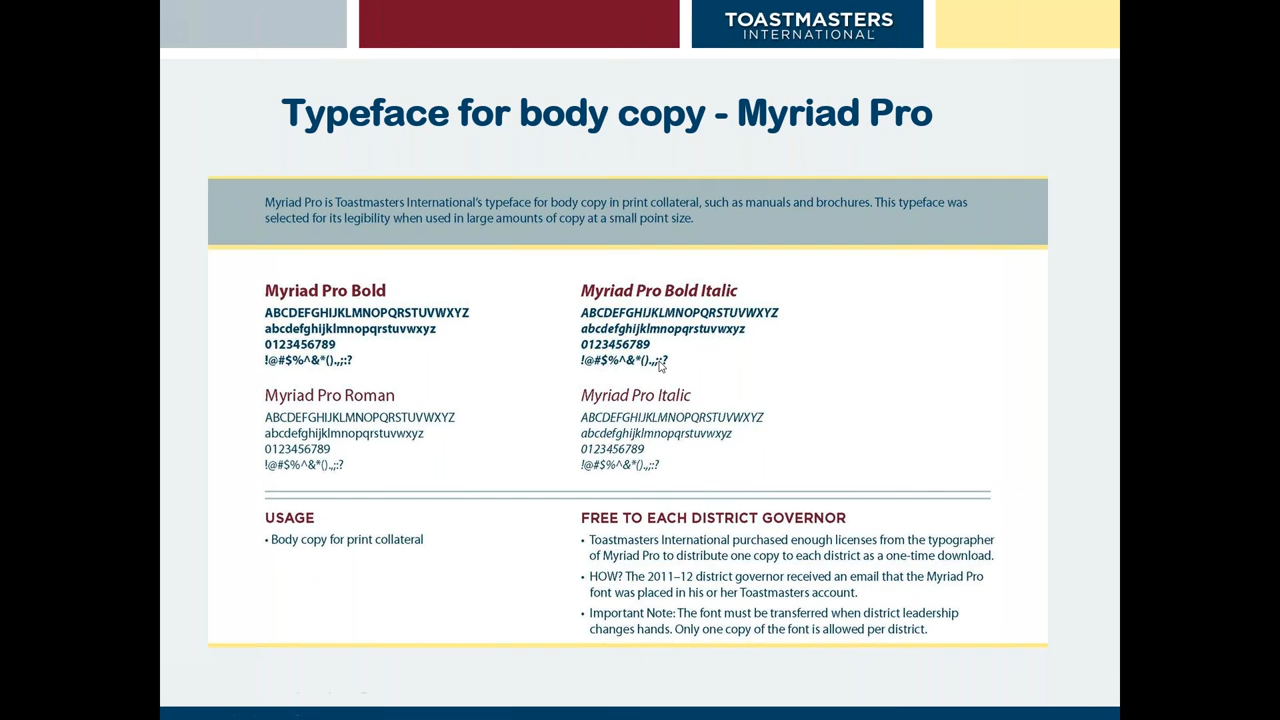 TOASTMASTERS
INTERNATIONAL
Typeface for body copy - Myriad Pro
Myriad Pro is Toastmasters International's typeface for body copy in print collateral, such as manuals and brochures. This typeface was
selected for its legibility when used in large amounts of copy at a small point size.
Myriad Pro Bold
ABCDEFGHIJKLMNOPQRSTUVWXYZ
abcdefghijklmnopqrstuvwxyz
0123456789
!@#$%^&*().,;:?
Myriad Pro Bold Italic
ABCDEFGHIJKLMNOPQRSTUVWXYZ
abcdefghijklmnopqrstuvwxyz
0123456789
!@#$%^&*().,;:?
Myriad Pro Roman
ABCDEFGHIJKLMNOPQRSTUVWXYZ
abcdefghijklmnopqrstuvwxyz
0123456789
!@#$%^&*().,;:?
Myriad Pro Italic
ABCDEFGHIJKLMNOPQRSTUVWXYZ
abcdefghijklmnopqrstuvwxyz
0123456789
!@#$%^&*().,;:?
USAGE
• Body copy for print collateral
FREE TO EACH DISTRICT GOVERNOR
• Toastmasters International purchased enough licenses from the typographer
of Myriad Pro to distribute one copy to each district as a one-time download.
• HOW? The 2011–12 district governor received an email that the Myriad Pro
font was placed in his or her Toastmasters account.
• Important Note: The font must be transferred when district leadership
changes hands. Only one copy of the font is allowed per district.